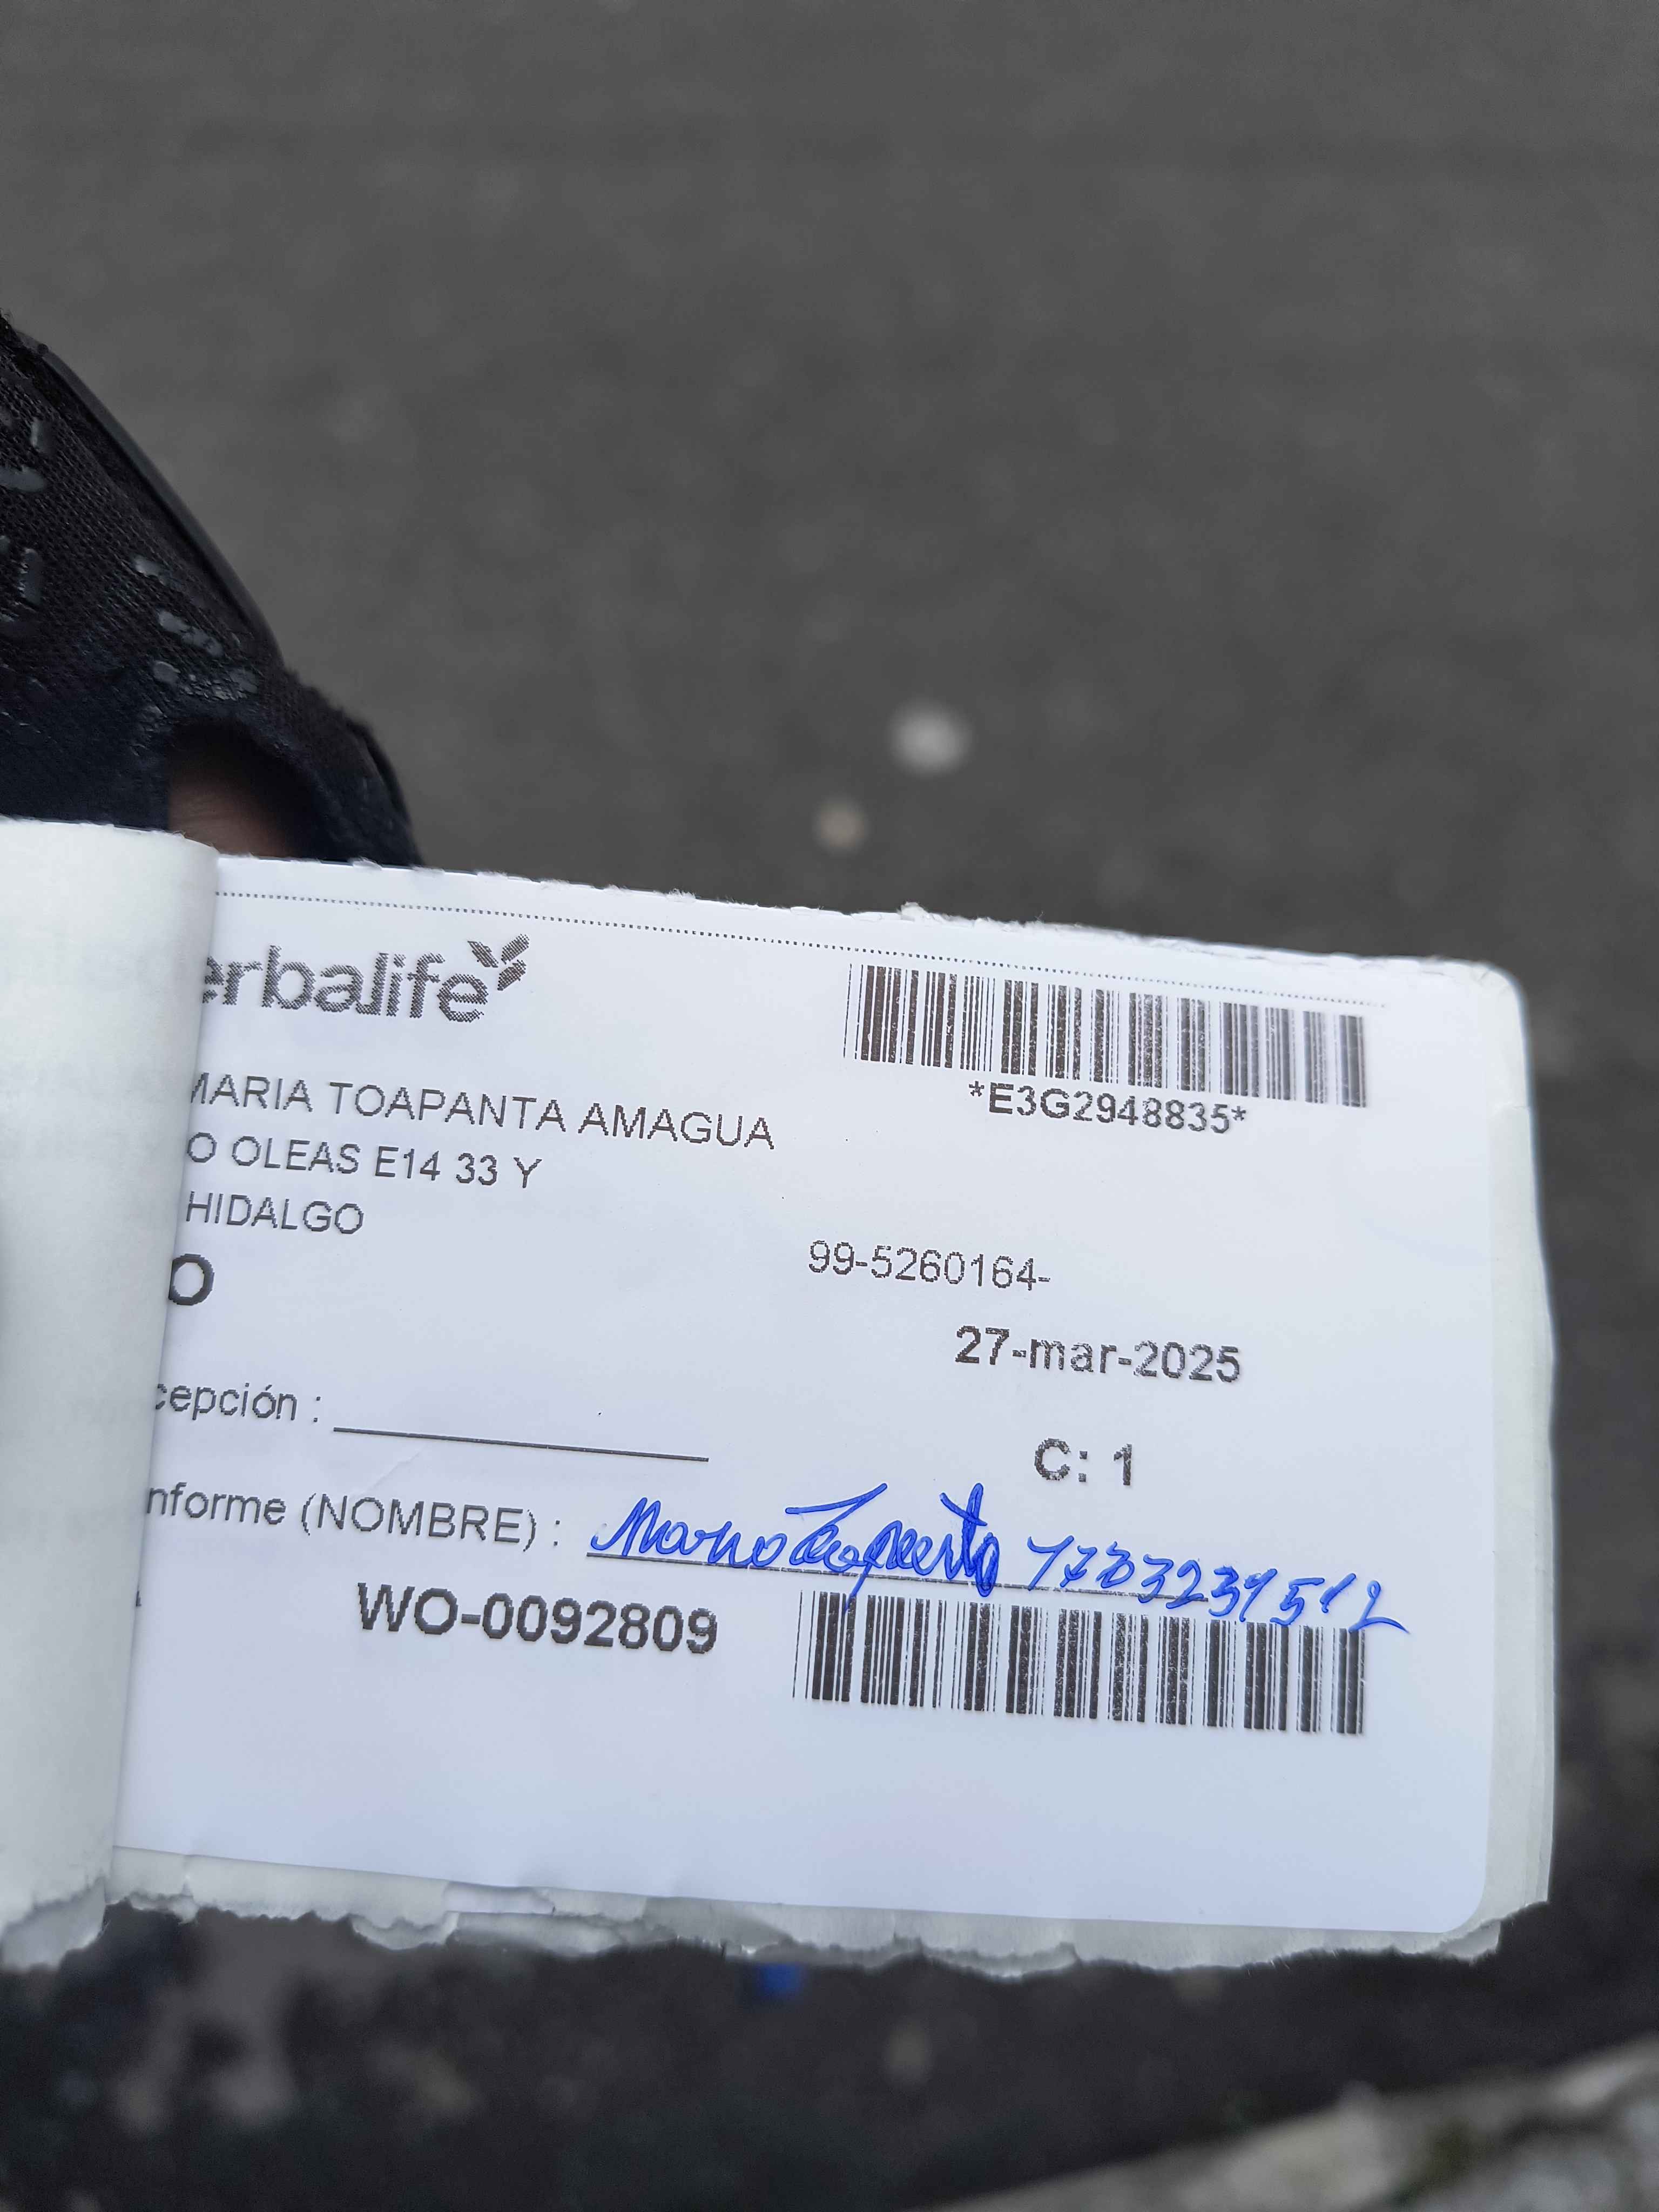 erbalife
*E3G2948835*
MARIA TOAPANTA AMAGUA
O OLEAS E14 33 Y
HIDALGO
O
99-5260164-
27-mar-2025
cepción :
C: 1
nforme (NOMBRE) :
WO-0092809